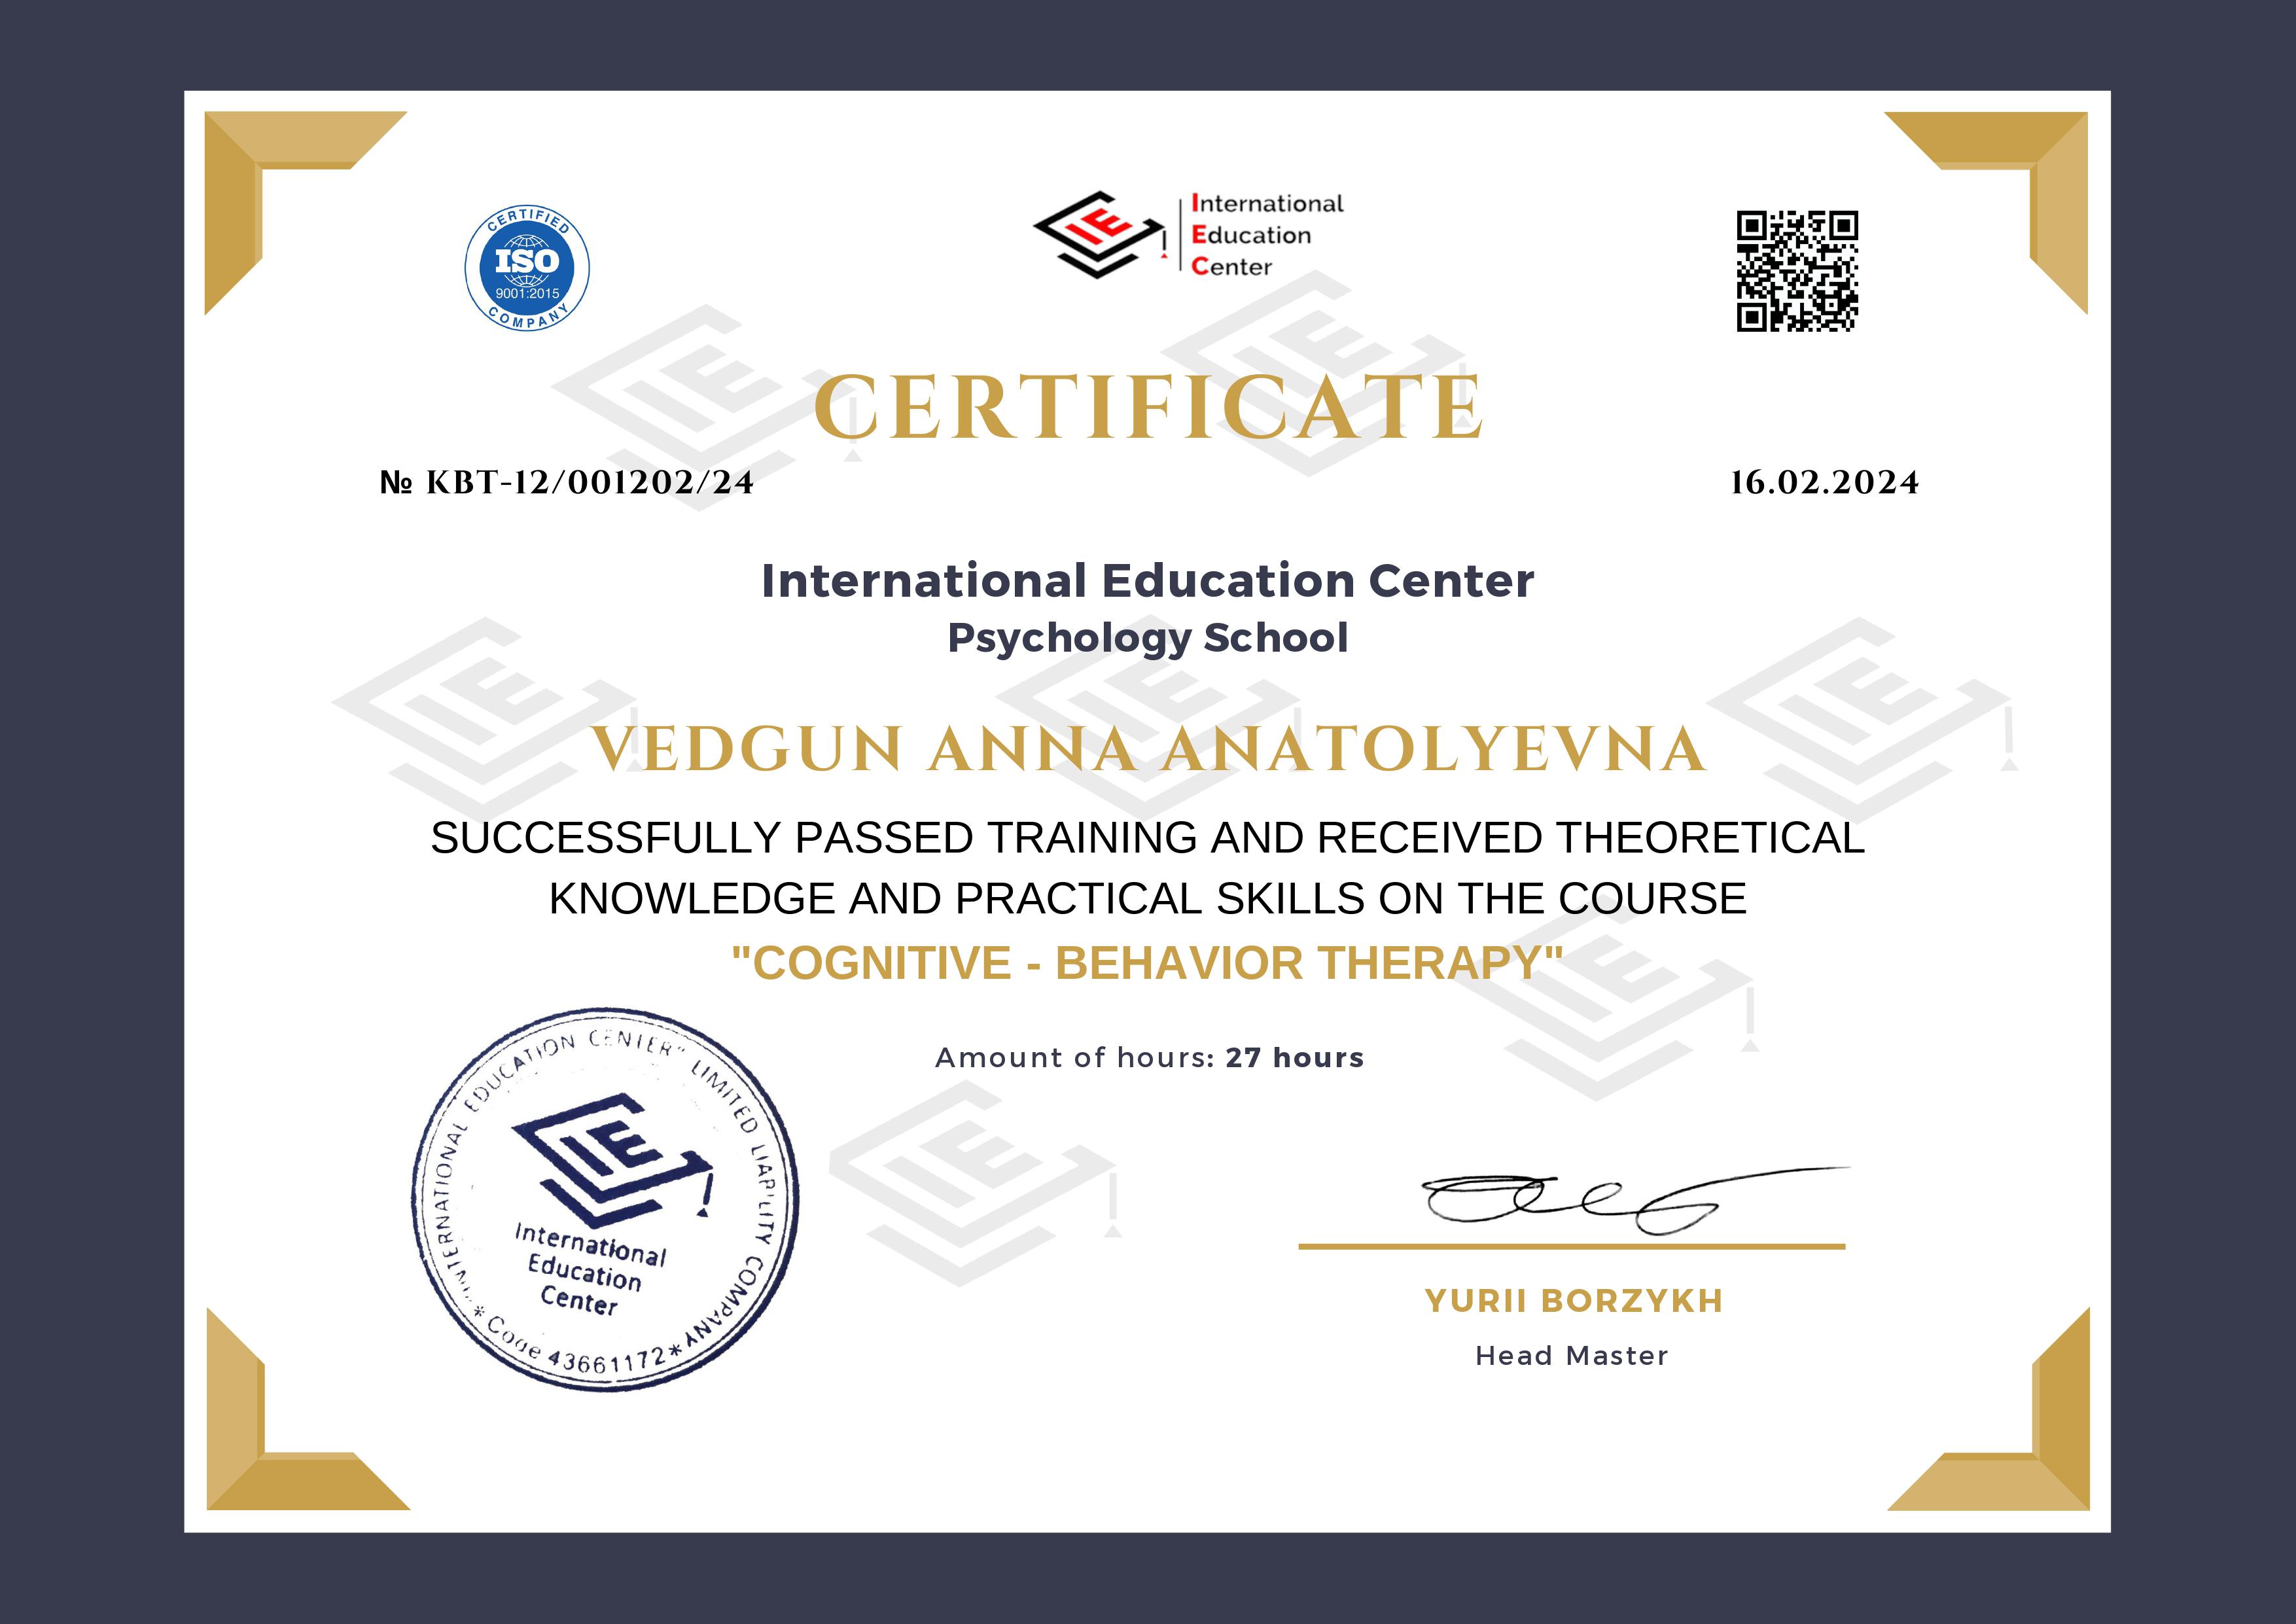 CERTIFIED
ISO
9001:2015
COMPANY
International
Education
Center
CERTIFICATE
№ KBT-12/001202/24
16.02.2024
International Education Center
Psychology School
VEDGUN ANNA ANATOLYEVNA
SUCCESSFULLY PASSED TRAINING AND RECEIVED THEORETICAL
KNOWLEDGE AND PRACTICAL SKILLS ON THE COURSE
"COGNITIVE - BEHAVIOR THERAPY"
Amount of hours: 27 hours
"INTERNATIONAL EDUCATION CENTER" LIMITED LIABILITY COMPANY
* Code 43661172 *
International
Education
Center
YURII BORZYKH
Head Master